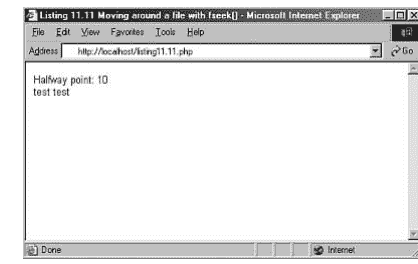 Listing 11.11 Moving around a file with fseek() - Microsoft Internet Explorer
File Edit View Favorites Tools Help
Address http://localhost/listing11.11.php Go
Halfway point: 10
test test
Done Internet